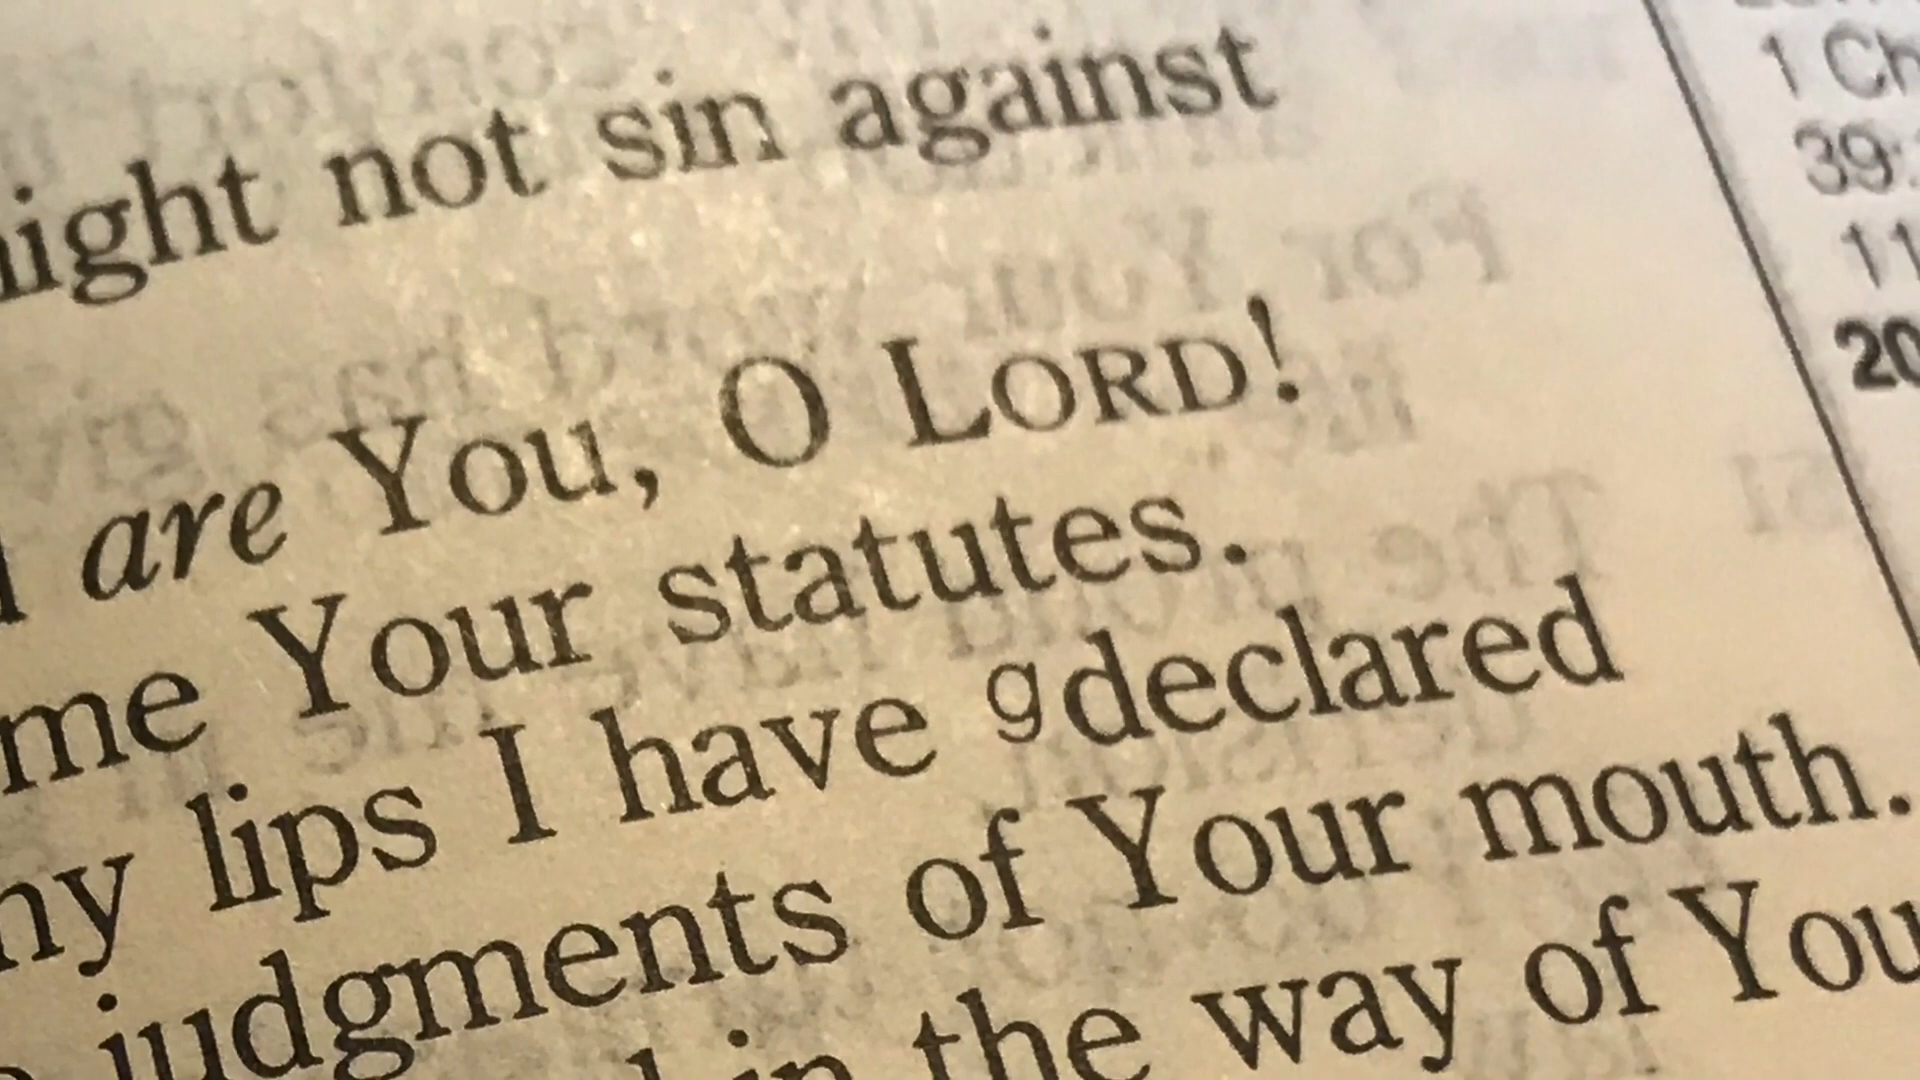 ight not sin against
are You, O LORD!
me Your statutes.
y lips I have gdeclared
judgments of Your mouth.
in the way of You
1 Ch
39:
11
20